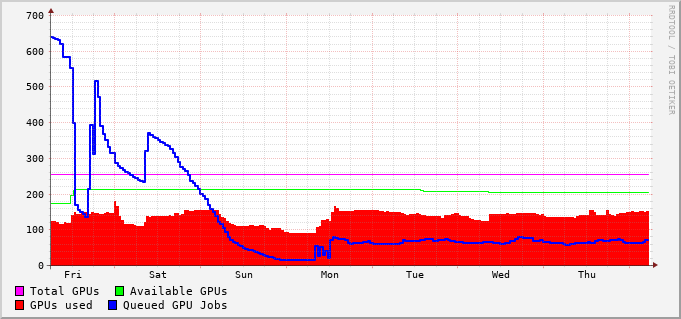 700
600
500
400
300
200
100
0
Fri Sat Sun Mon Tue Wed Thu
Total GPUs Available GPUs
GPUs used Queued GPU Jobs
RRDTOOL / TOBI OETIKER